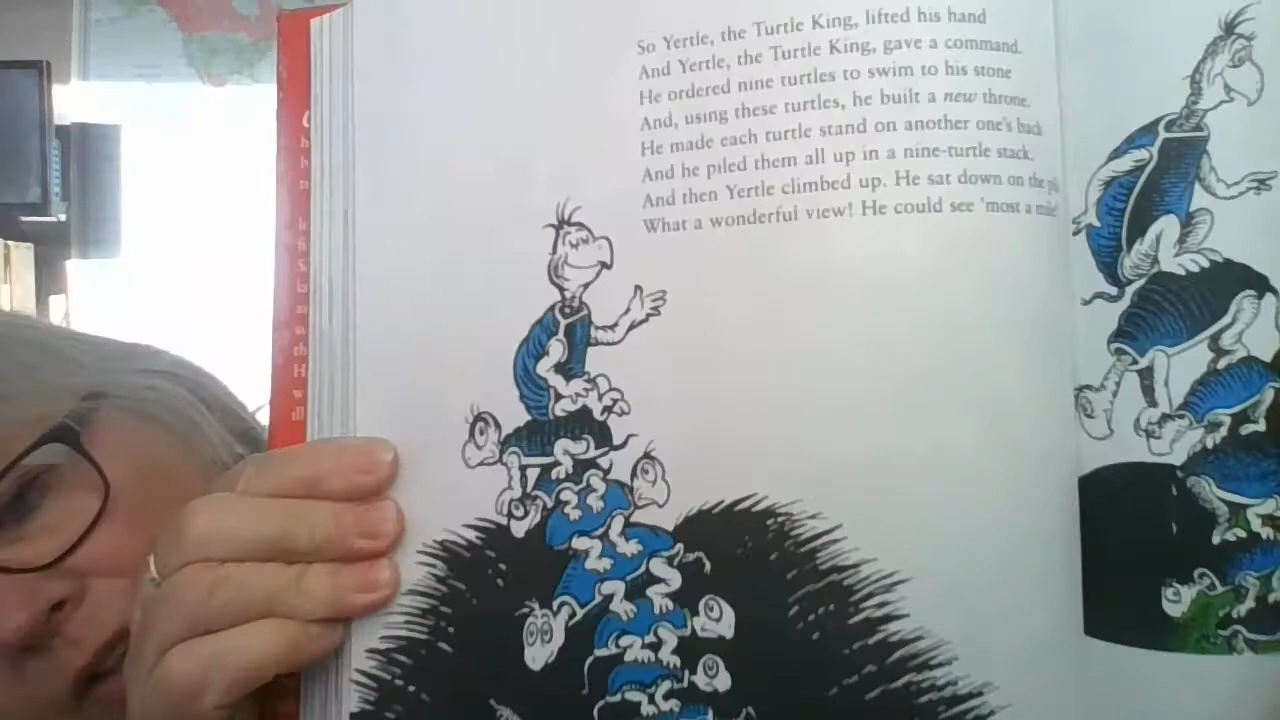 So Yertle, the Turtle King, lifted his hand
And Yertle, the Turtle King, gave a command.
He ordered nine turtles to swim to his stone
And, using these turtles, he built a new throne.
He made each turtle stand on another one's back
And he piled them all up in a nine-turtle stack.
And then Yertle climbed up. He sat down on the
What a wonderful view! He could see 'most a